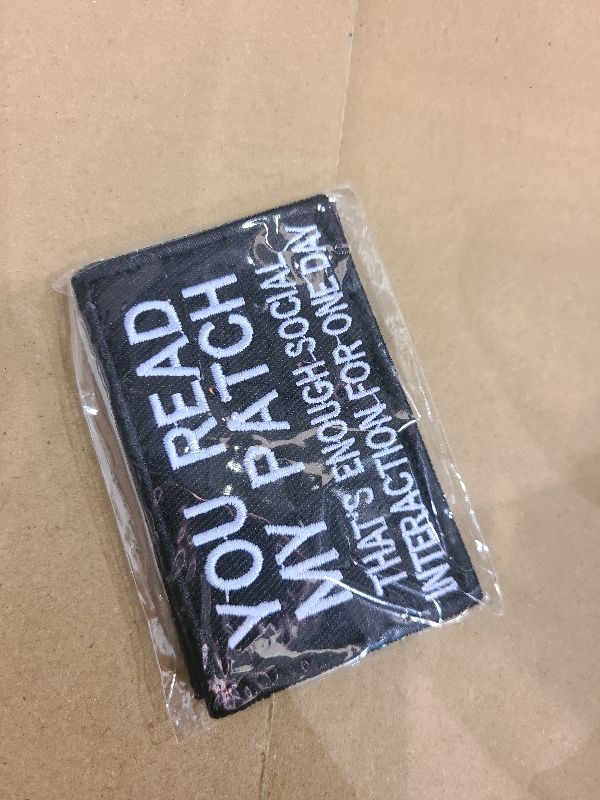 YOU READ
MY PATCH
THAT'S ENOUGH SOCIAL
INTERACTION FOR ONE DAY